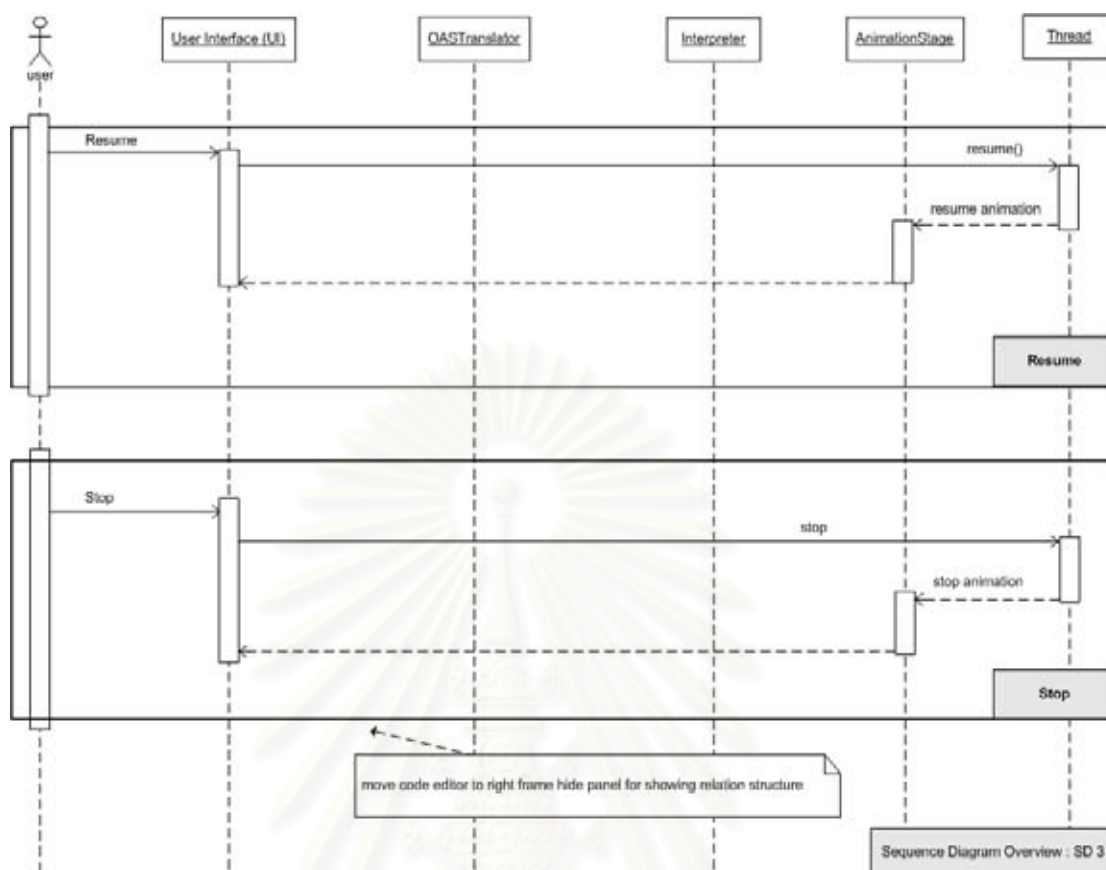 user
User Interface (UI)
OASTranslator
Interpreter
AnimationStage
Thread
Resume
resume()
resume animation
Resume
Stop
stop
stop animation
Stop
move code editor to right frame hide panel for showing relation structure
Sequence Diagram Overview : SD 3